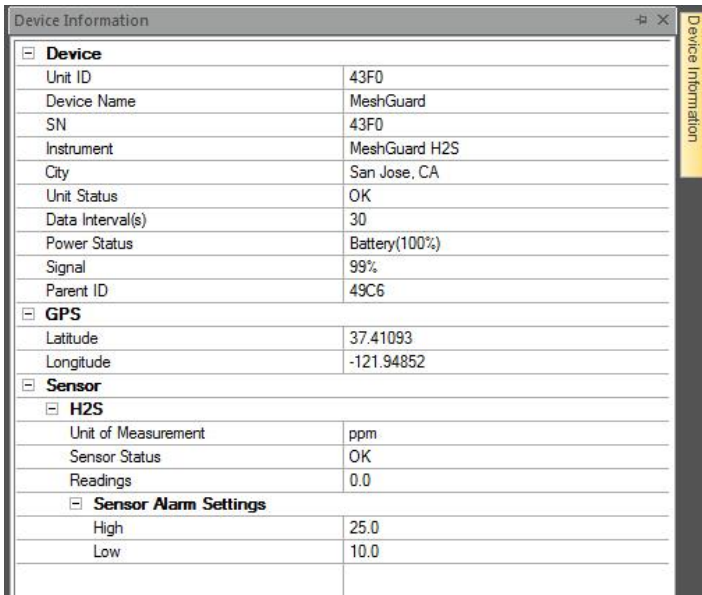 Device Information
Device
Unit ID 43F0
Device Name MeshGuard
SN 43F0
Instrument MeshGuard H2S
City San Jose, CA
Unit Status OK
Data Interval(s) 30
Power Status Battery(100%)
Signal 99%
Parent ID 49C6
GPS
Latitude 37.41093
Longitude -121.94852
Sensor
H2S
Unit of Measurement ppm
Sensor Status OK
Readings 0.0
Sensor Alarm Settings
High 25.0
Low 10.0
Device Information